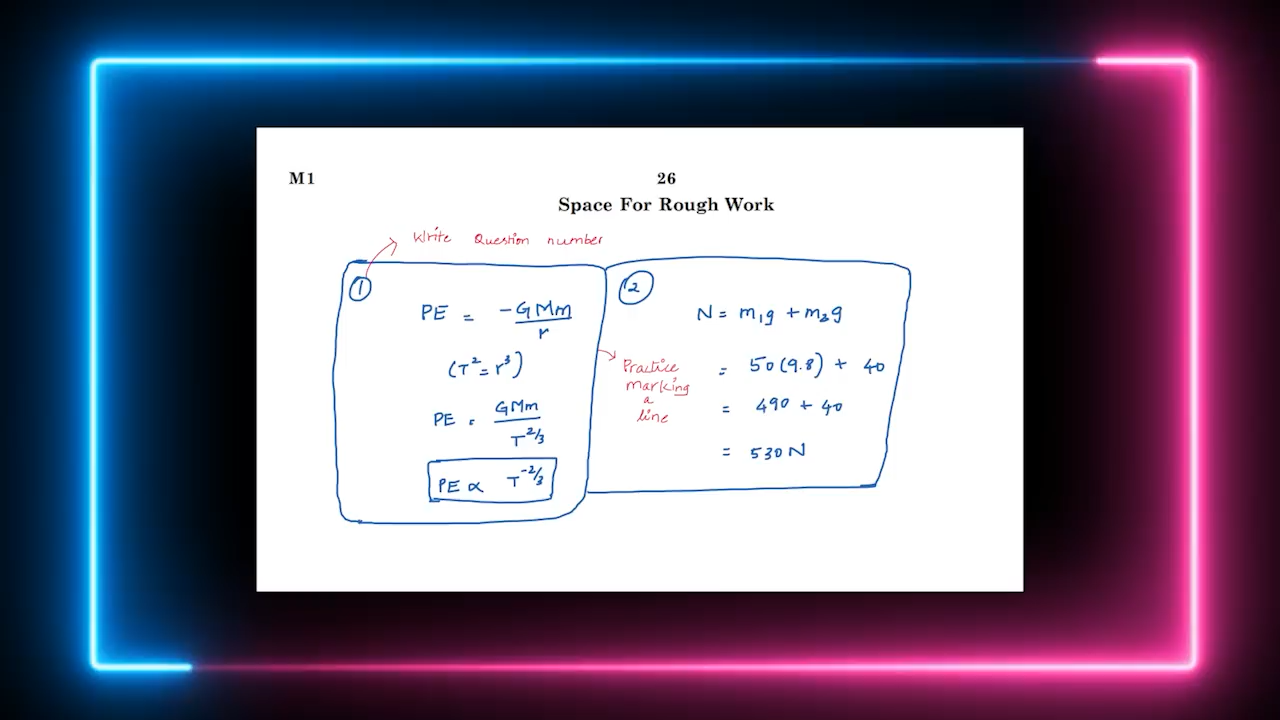 M1
26
Space For Rough Work
Write Question number
1
PE = -GMm/r
(T² = r³)
PE = GMm/T^2/3
PE ∝ T^-2/3
Practice
marking
a
line
2
N = m₁g + m₂g
= 50(9.8) + 40
= 490 + 40
= 530 N